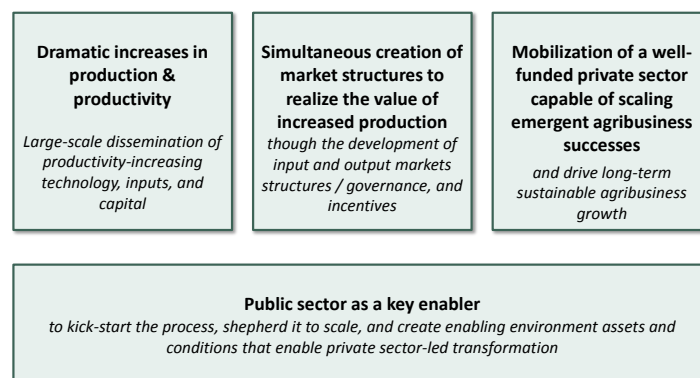 Dramatic increases in
production &
productivity
Large-scale dissemination of
productivity-increasing
technology, inputs, and
capital
Simultaneous creation of
market structures to
realize the value of
increased production
though the development of
input and output markets
structures / governance, and
incentives
Mobilization of a well-
funded private sector
capable of scaling
emergent agribusiness
successes
and drive long-term
sustainable agribusiness
growth
Public sector as a key enabler
to kick-start the process, shepherd it to scale, and create enabling environment assets and
conditions that enable private sector-led transformation